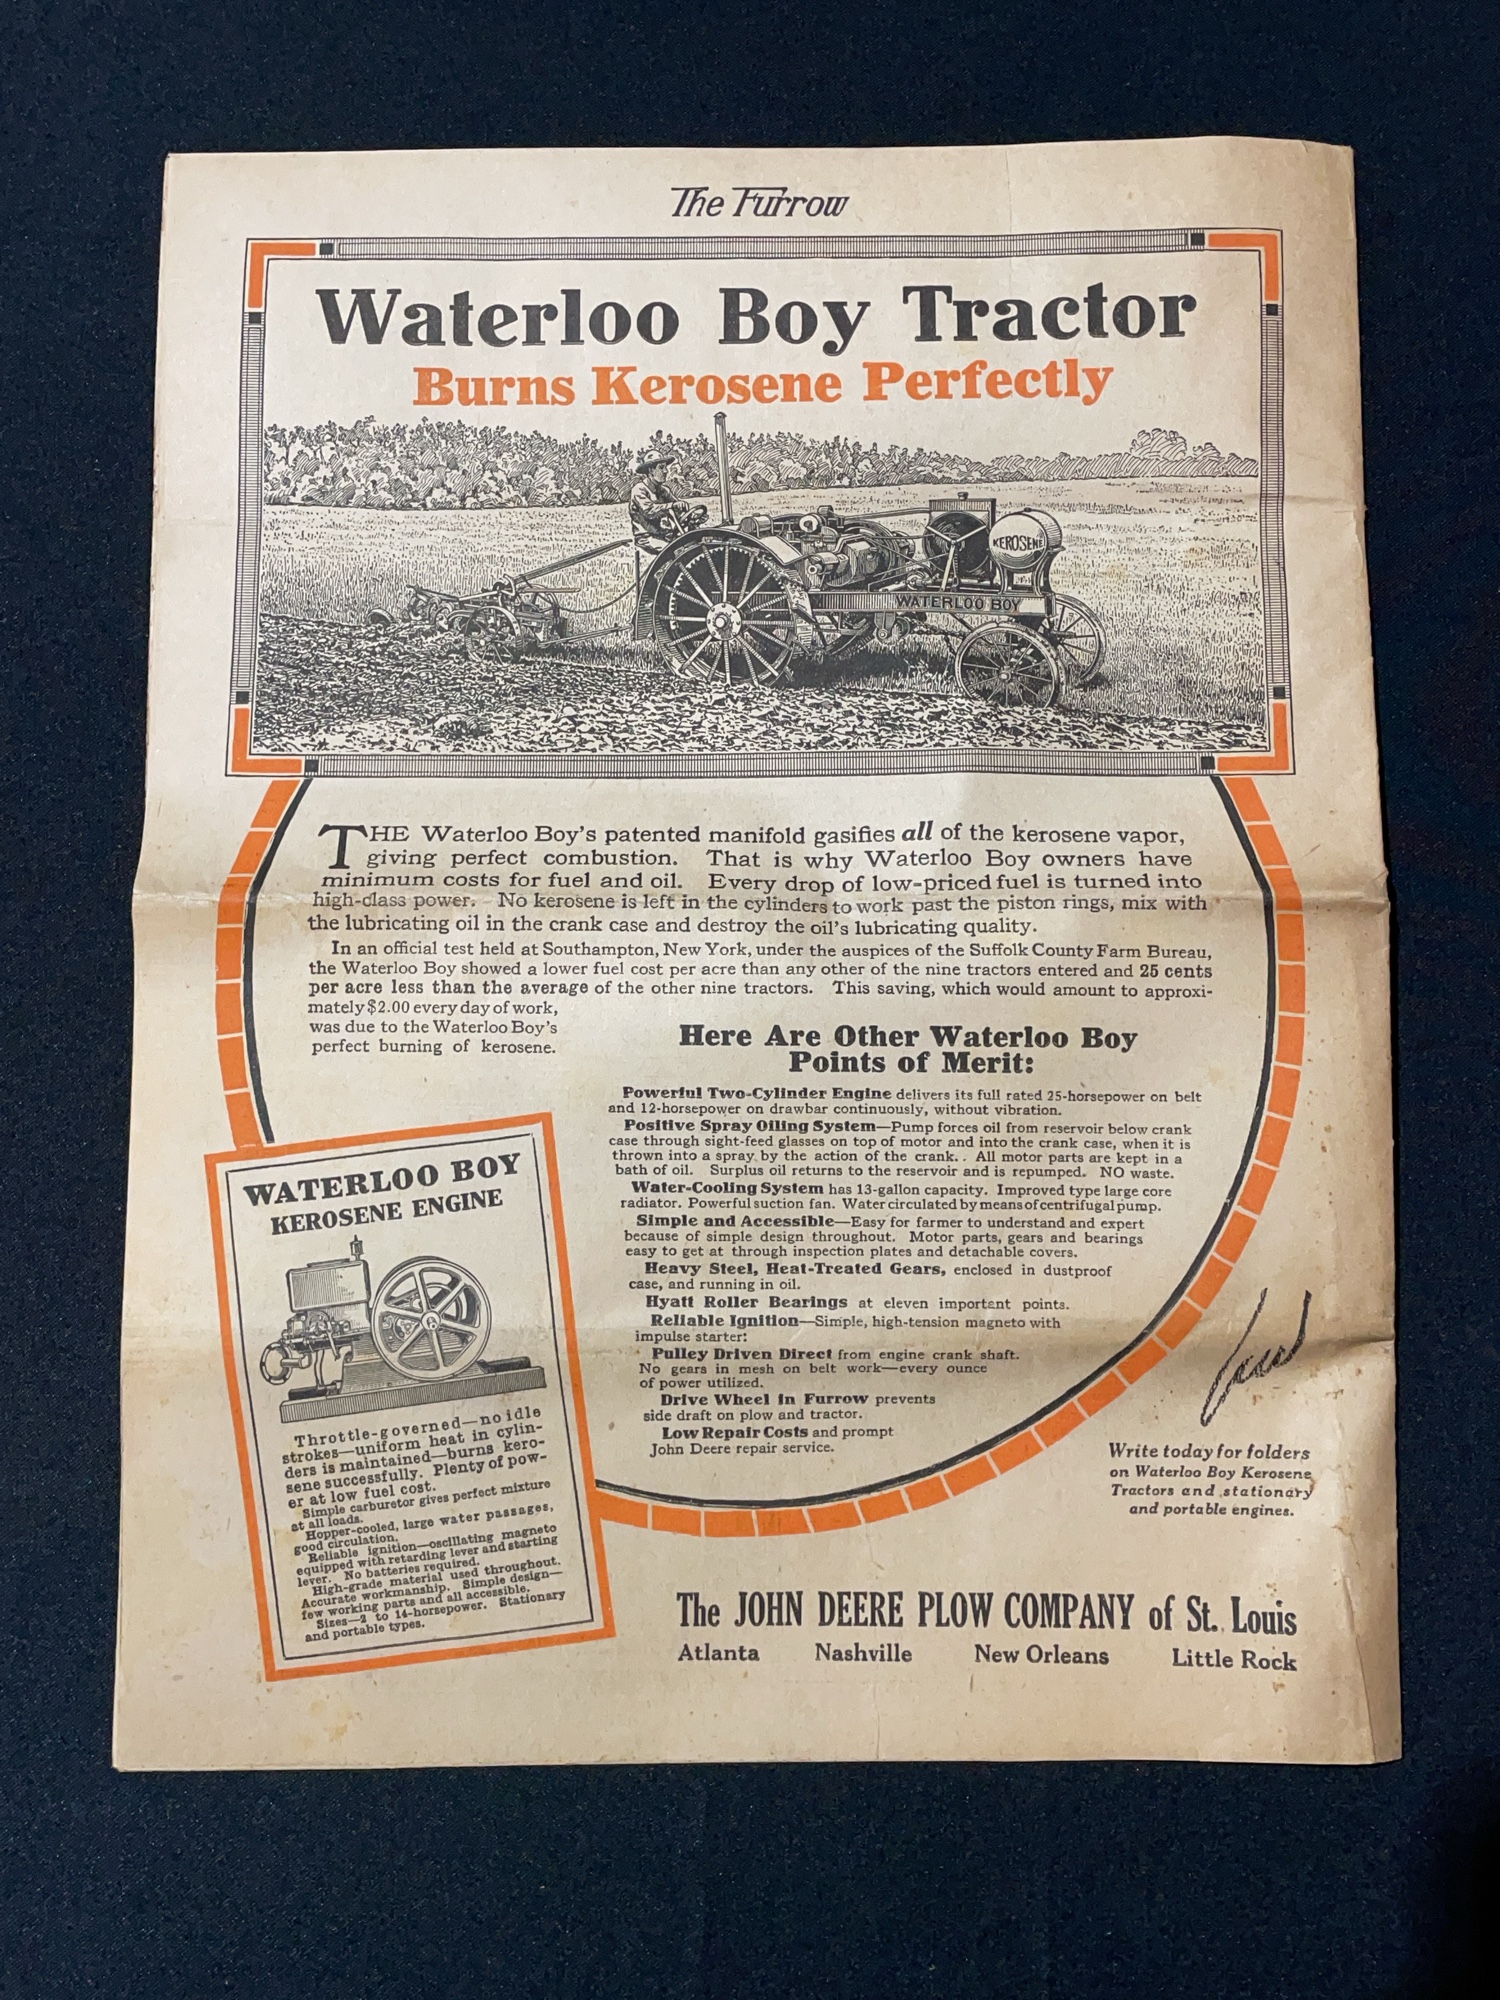 The Furrow
Waterloo Boy Tractor
Burns Kerosene Perfectly
KEROSENE
WATERLOO BOY
THE Waterloo Boy's patented manifold gasifies all of the kerosene vapor,
giving perfect combustion. That is why Waterloo Boy owners have
minimum costs for fuel and oil. Every drop of low-priced fuel is turned into
high-class power. No kerosene is left in the cylinders to work past the piston rings, mix with
the lubricating oil in the crank case and destroy the oil's lubricating quality.
In an official test held at Southampton, New York, under the auspices of the Suffolk County Farm Bureau,
the Waterloo Boy showed a lower fuel cost per acre than any other of the nine tractors entered and 25 cents
per acre less than the average of the other nine tractors. This saving, which would amount to approxi-
mately $2.00 every day of work,
was due to the Waterloo Boy's
perfect burning of kerosene.
Here Are Other Waterloo Boy
Points of Merit:
Powerful Two-Cylinder Engine delivers its full rated 25-horsepower on belt
and 12-horsepower on drawbar continuously, without vibration.
Positive Spray Oiling System—Pump forces oil from reservoir below crank
case through sight-feed glasses on top of motor and into the crank case, when it is
thrown into a spray by the action of the crank.. All motor parts are kept in a
bath of oil. Surplus oil returns to the reservoir and is repumped. NO waste.
Water-Cooling System has 13-gallon capacity. Improved type large core
radiator. Powerful suction fan. Water circulated by means of centrifugal pump.
Simple and Accessible—Easy for farmer to understand and expert
because of simple design throughout. Motor parts, gears and bearings
easy to get at through inspection plates and detachable covers.
Heavy Steel, Heat-Treated Gears, enclosed in dustproof
case, and running in oil.
Hyatt Roller Bearings at eleven important points.
Reliable Ignition—Simple, high-tension magneto with
impulse starter:
Pulley Driven Direct from engine crank shaft.
No gears in mesh on belt work—every ounce
of power utilized.
Drive Wheel in Furrow prevents
side draft on plow and tractor.
Low Repair Costs and prompt
John Deere repair service.
WATERLOO BOY
KEROSENE ENGINE
Throttle-governed—no idle
strokes—uniform heat in cylin-
ders is maintained—burns kero-
sene successfully. Plenty of pow-
er at low fuel cost.
Simple carburetor gives perfect mixture
at all loads.
Hopper-cooled, large water passages,
good circulation.
Reliable ignition—oscillating magneto
equipped with retarding lever and starting
lever. No batteries required.
High-grade material used throughout.
Accurate workmanship. Simple design—
few working parts and all accessible.
Sizes—2 to 14-horsepower. Stationary
and portable types.
Write today for folders
on Waterloo Boy Kerosene
Tractors and stationary
and portable engines.
The JOHN DEERE PLOW COMPANY of St. Louis
Atlanta Nashville New Orleans Little Rock